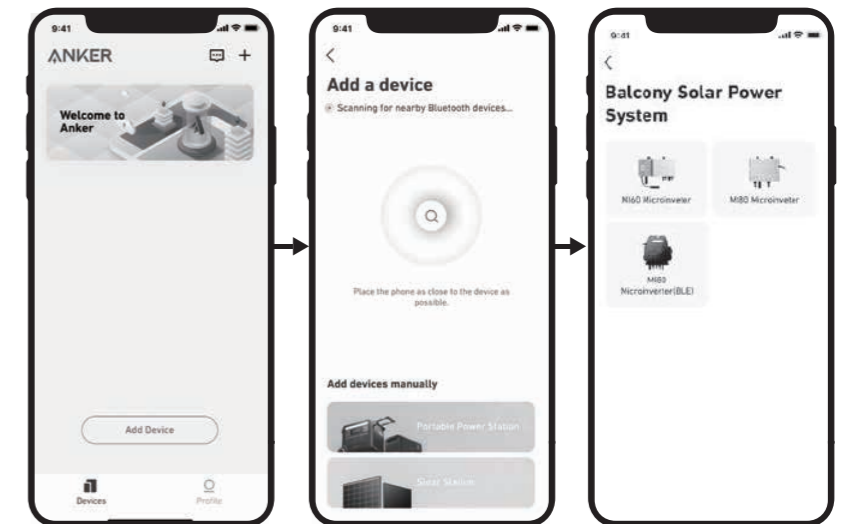 9:41
ANKER
Welcome to
Anker
Add Device
Devices
Profile
9:41
Add a device
Scanning for nearby Bluetooth devices...
Place the phone as close to the device as
possible.
Add devices manually
Portable Power Station
Solar Station
9:41
Balcony Solar Power
System
MI60 Microinveter
MI80 Microinveter
MI80
Microinverter(BLE)